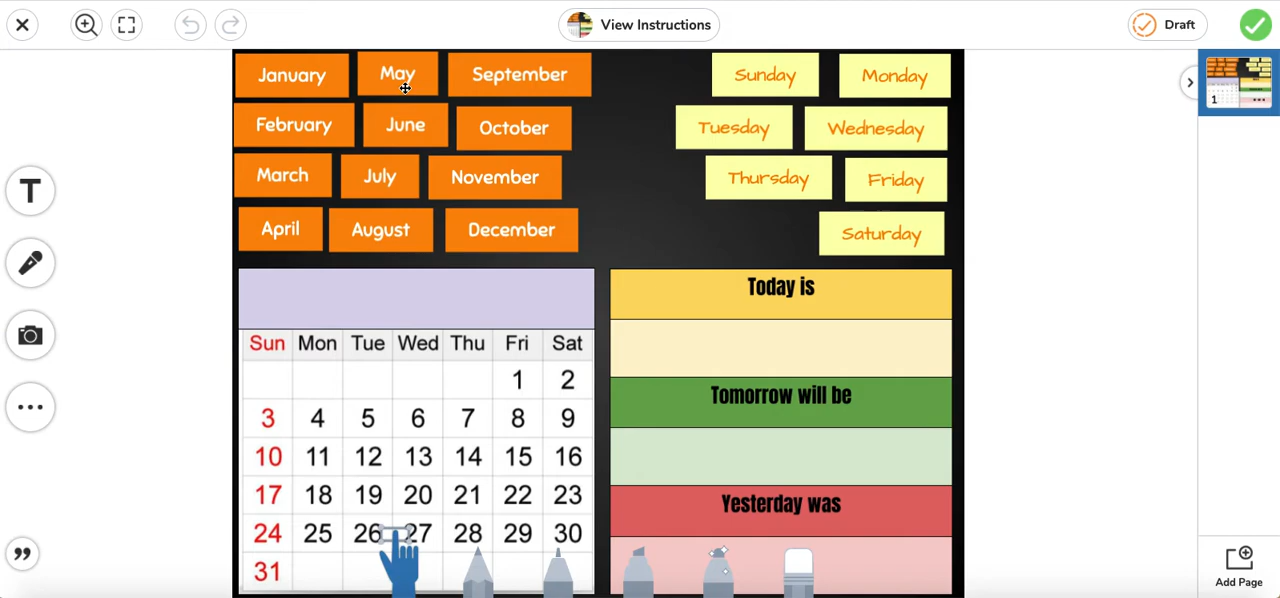 View Instructions
Draft
January May September Sunday Monday
February June October Tuesday Wednesday
March July November Thursday Friday
April August December Saturday
Today is
Sun Mon Tue Wed Thu Fri Sat
1 2
Tomorrow will be
3 4 5 6 7 8 9
10 11 12 13 14 15 16
17 18 19 20 21 22 23
Yesterday was
24 25 26 27 28 29 30
31
T
Add Page